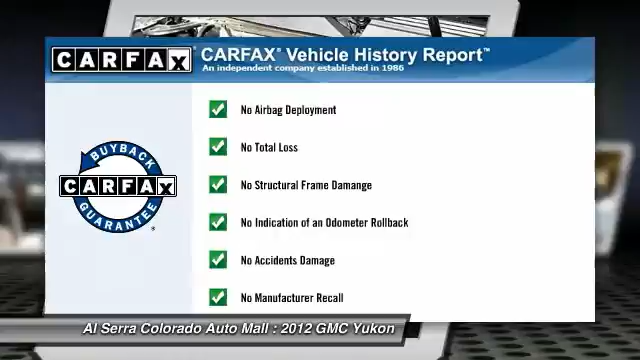 CARFAX CARFAX® Vehicle History Report™
An independent company established in 1986
No Airbag Deployment
No Total Loss
No Structural Frame Damange
No Indication of an Odometer Rollback
No Accidents Damage
No Manufacturer Recall
BUYBACK
CARFAX
GUARANTEE®
Al Serra Colorado Auto Mall : 2012 GMC Yukon